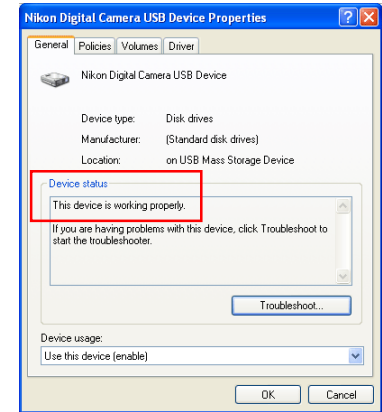 Nikon Digital Camera USB Device Properties
General Policies Volumes Driver
Nikon Digital Camera USB Device
Device type: Disk drives
Manufacturer: (Standard disk drives)
Location: on USB Mass Storage Device
Device status
This device is working properly.
If you are having problems with this device, click Troubleshoot to
start the troubleshooter.
Troubleshoot...
Device usage:
Use this device (enable)
OK Cancel